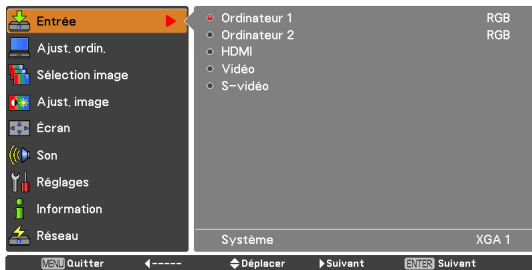 Entrée
Ajust. ordin.
Sélection image
Ajust. image
Écran
Son
Réglages
Information
Réseau
Ordinateur 1 RGB
Ordinateur 2 RGB
HDMI
Vidéo
S-vidéo
Système XGA 1
MENU Quitter ----- Déplacer Suivant ENTER Suivant